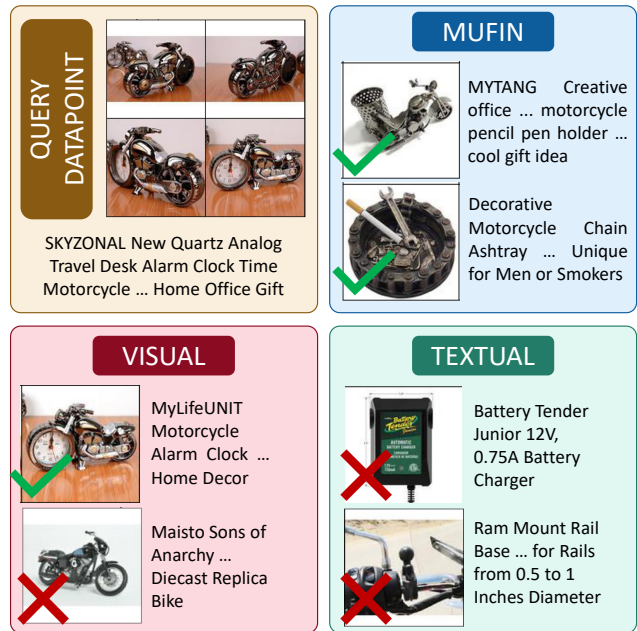 QUERY
DATAPOINT
SKYZONAL New Quartz Analog
Travel Desk Alarm Clock Time
Motorcycle ... Home Office Gift
MUFIN
MYTANG Creative
office ... motorcycle
pencil pen holder ...
cool gift idea
Decorative
Motorcycle Chain
Ashtray ... Unique
for Men or Smokers
VISUAL
MyLifeUNIT
Motorcycle
Alarm Clock ...
Home Decor
Maisto Sons of
Anarchy ...
Diecast Replica
Bike
TEXTUAL
Battery
Tender
Battery Tender
Junior 12V,
0.75A Battery
Charger
Ram Mount Rail
Base ... for Rails
from 0.5 to 1
Inches Diameter